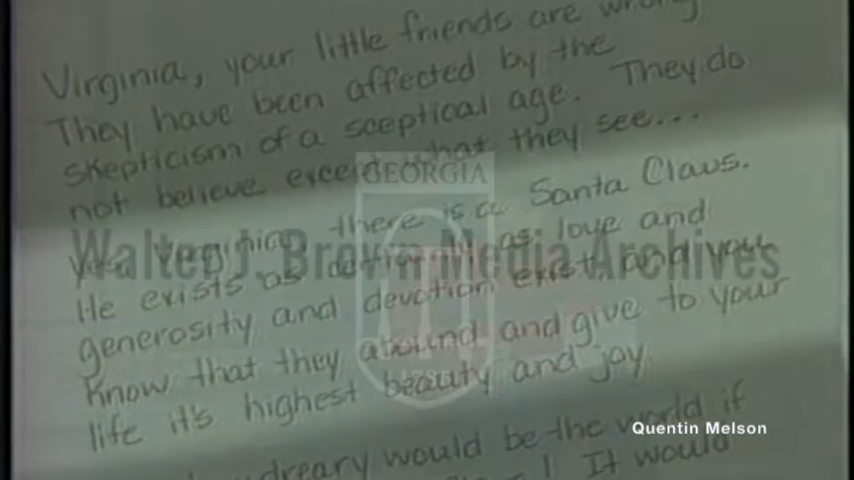 Virginia, your little friends are wrong
They have been affected by the
skepticism of a sceptical age. They do
not believe except what they see...
Yes Virginia, there is a Santa Claus.
He exists as certainly as love and
generosity and devotion exist and you
Know that they abound and give to your
life it's highest beauty and joy
dreary would be the world if
! It would
GEORGIA
Walter J. Brown Media Archives
Quentin Melson